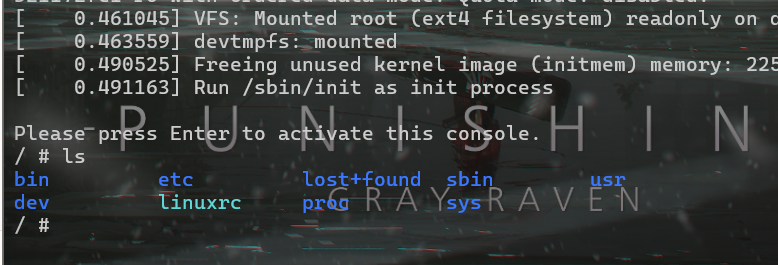 [    0.461045] VFS: Mounted root (ext4 filesystem) readonly on
[    0.463559] devtmpfs: mounted
[    0.490525] Freeing unused kernel image (initmem) memory: 225
[    0.491163] Run /sbin/init as init process
PUNISHIN
Please press Enter to activate this console.
/ # ls
bin etc lost+found sbin usr
dev linuxrc proc sys
GRAY RAVEN
/ #